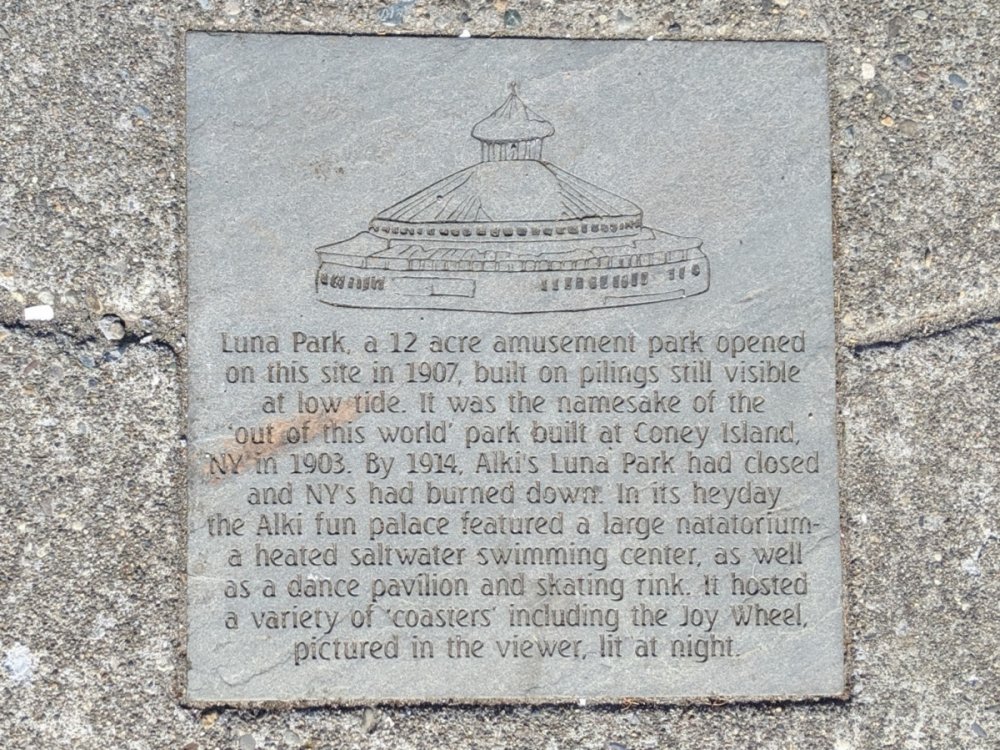 Luna Park, a 12 acre amusement park opened
on this site in 1907, built on pilings still visible
at low tide. It was the namesake of the
'out of this world' park built at Coney Island,
NY in 1903. By 1914, Alki's Luna Park had closed
and NY's had burned down. In its heyday
the Alki fun palace featured a large natatorium-
a heated saltwater swimming center, as well
as a dance pavilion and skating rink. It hosted
a variety of 'coasters' including the Joy Wheel,
pictured in the viewer, lit at night.